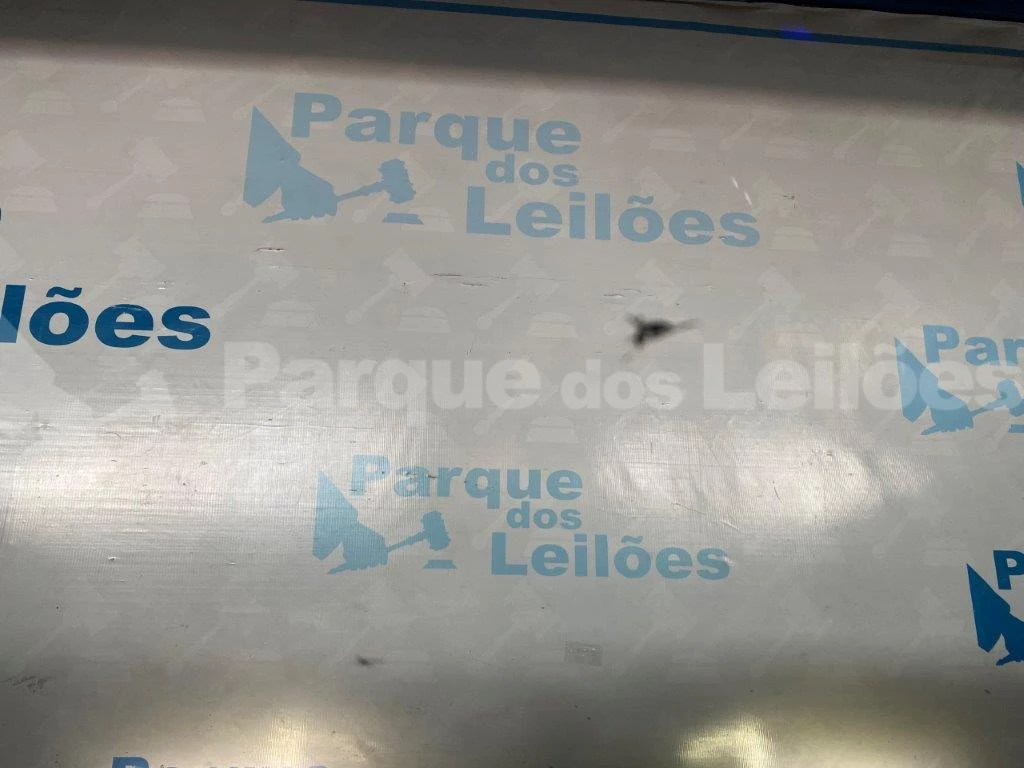 Parque
dos
Leilões
lões
Parque dos Leilões
Par
Parque
dos
Leilões
P